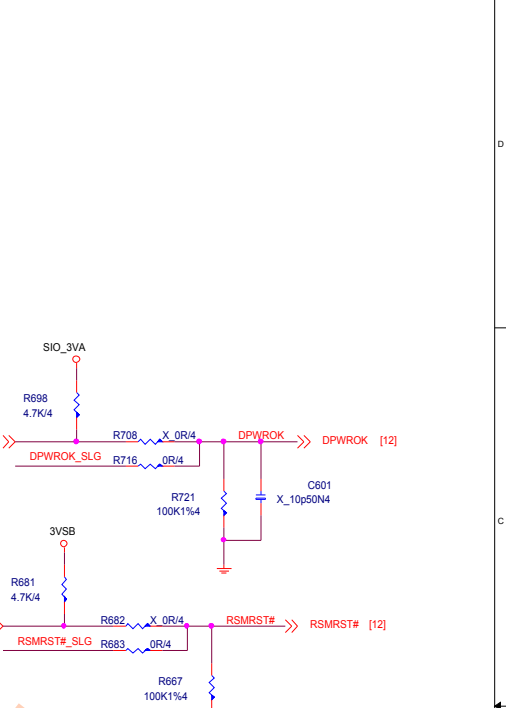 D
SIO_3VA
R698
4.7K/4
R708 X_0R/4 DPWROK DPWROK [12]
DPWROK_SLG R716 0R/4
C601
R721 X_10p50N4
100K1%4
C
3VSB
R681
4.7K/4
R682 X_0R/4 RSMRST# RSMRST# [12]
RSMRST#_SLG R683 0R/4
R667
100K1%4